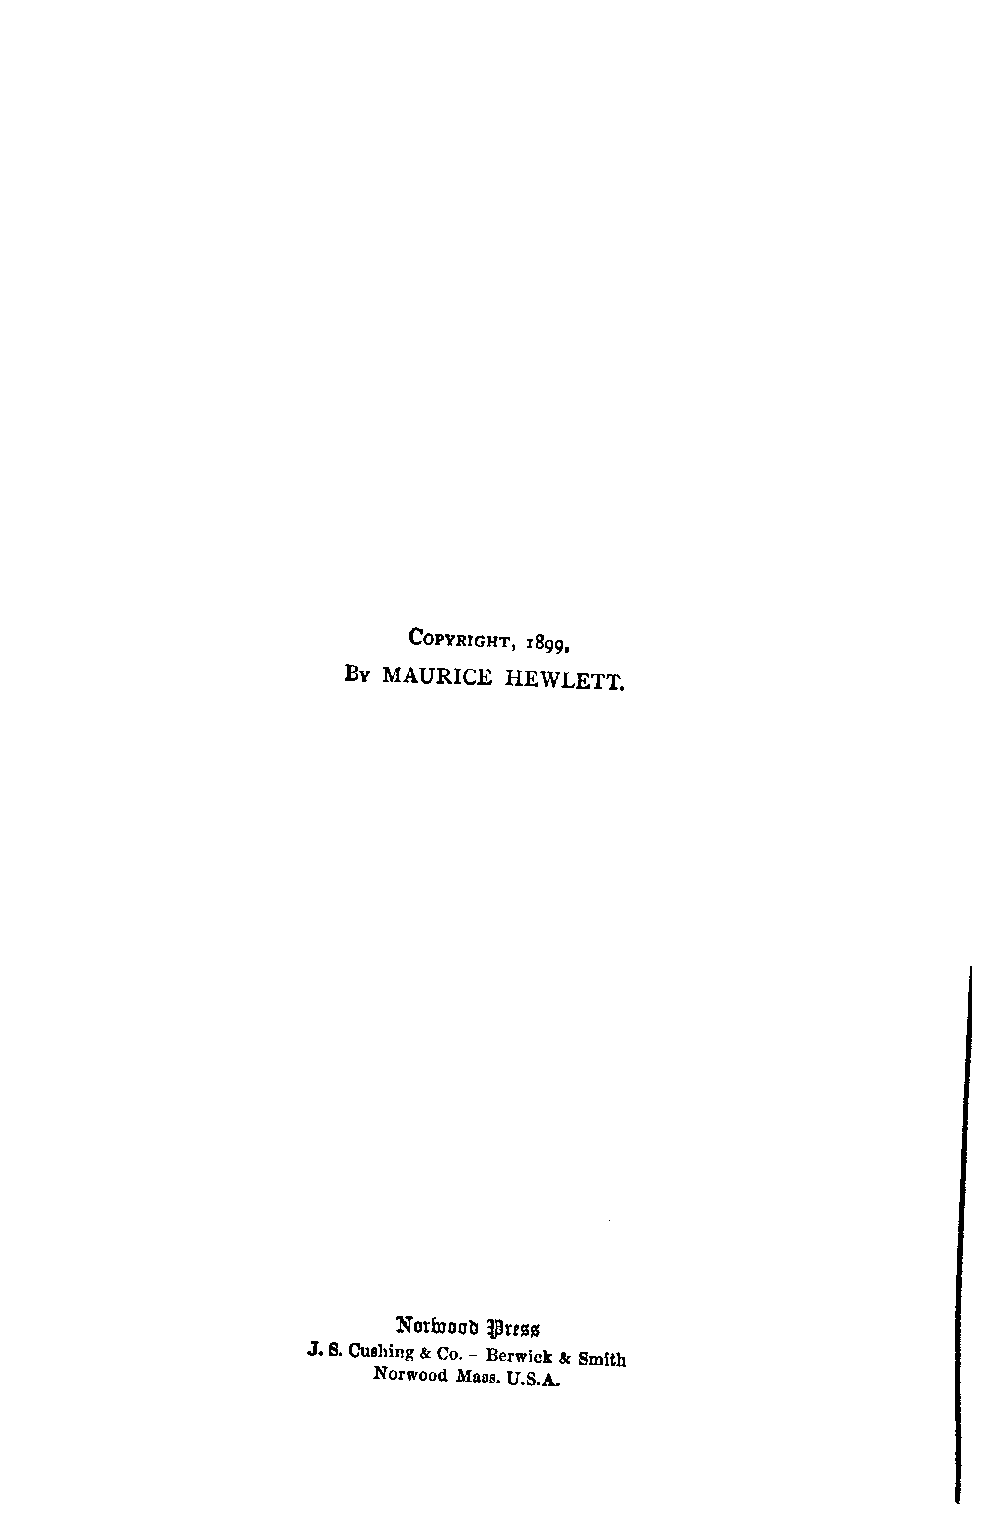 COPYRIGHT, 1899,
BY MAURICE HEWLETT.
Norwood Press
J. S. Cushing & Co. – Berwick & Smith
Norwood Mass. U.S.A.